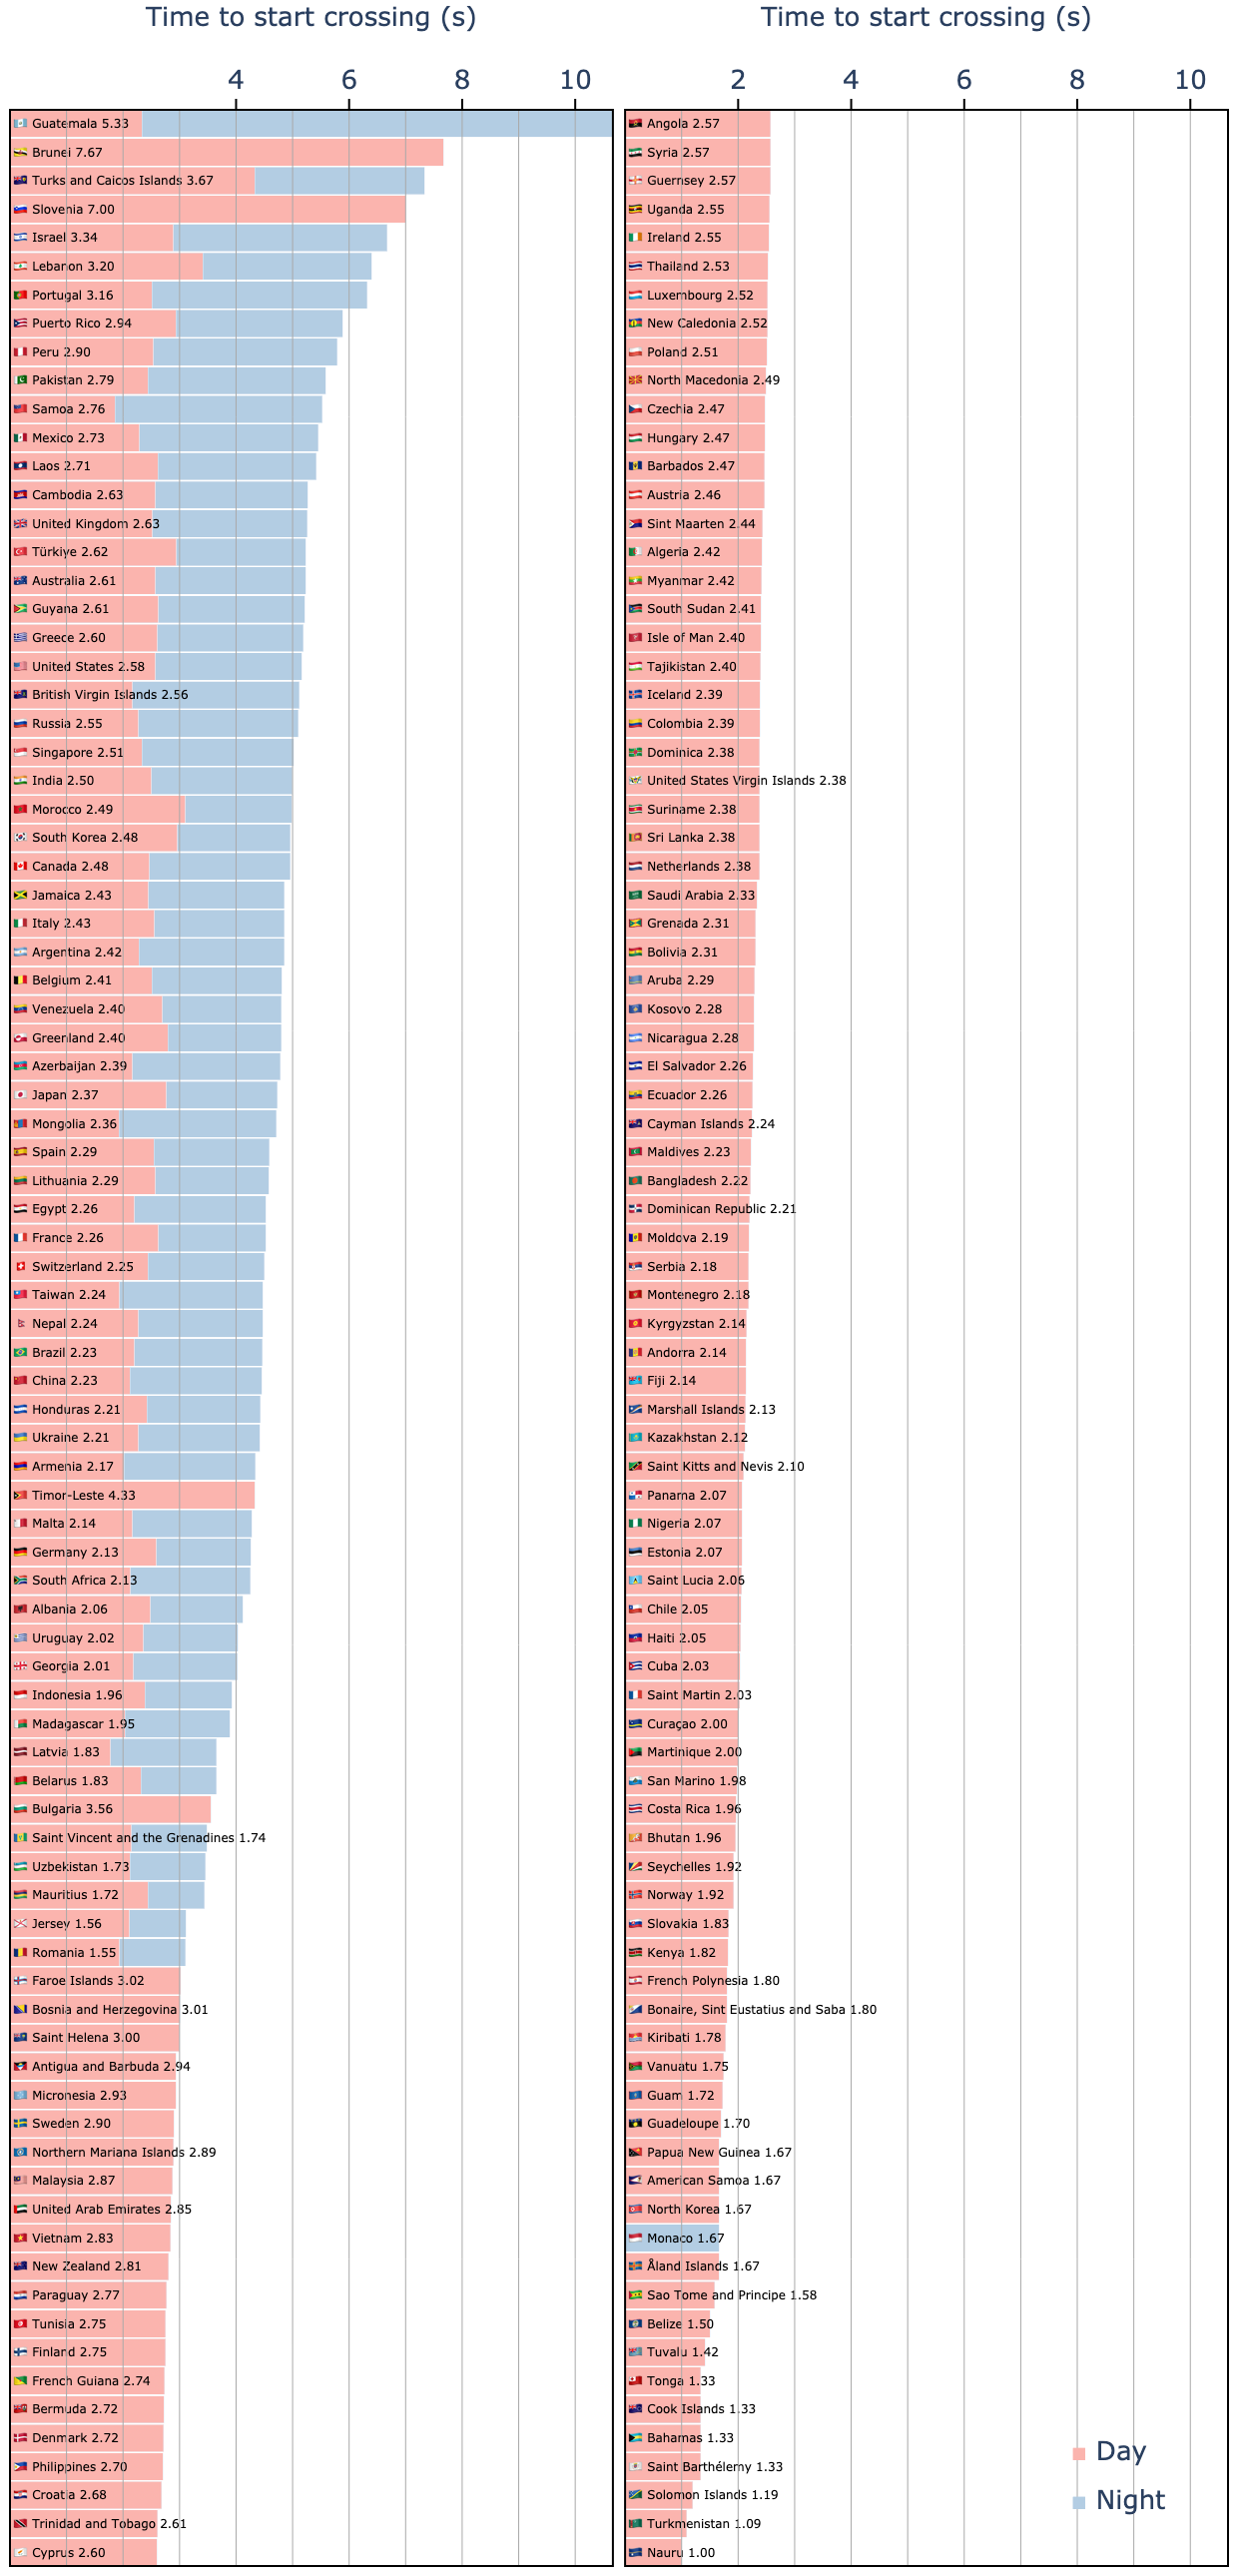 Time to start crossing (s)
4 6 8 10
Guatemala 5.33
Brunei 7.67
Turks and Caicos Islands 3.67
Slovenia 7.00
Israel 3.34
Lebanon 3.20
Portugal 3.16
Puerto Rico 2.94
Peru 2.90
Pakistan 2.79
Samoa 2.76
Mexico 2.73
Laos 2.71
Cambodia 2.63
United Kingdom 2.63
Türkiye 2.62
Australia 2.61
Guyana 2.61
Greece 2.60
United States 2.58
British Virgin Islands 2.56
Russia 2.55
Singapore 2.51
India 2.50
Morocco 2.49
South Korea 2.48
Canada 2.48
Jamaica 2.43
Italy 2.43
Argentina 2.42
Belgium 2.41
Venezuela 2.40
Greenland 2.40
Azerbaijan 2.39
Japan 2.37
Mongolia 2.36
Spain 2.29
Lithuania 2.29
Egypt 2.26
France 2.26
Switzerland 2.25
Taiwan 2.24
Nepal 2.24
Brazil 2.23
China 2.23
Honduras 2.21
Ukraine 2.21
Armenia 2.17
Timor-Leste 4.33
Malta 2.14
Germany 2.13
South Africa 2.13
Albania 2.06
Uruguay 2.02
Georgia 2.01
Indonesia 1.96
Madagascar 1.95
Latvia 1.83
Belarus 1.83
Bulgaria 3.56
Saint Vincent and the Grenadines 1.74
Uzbekistan 1.73
Mauritius 1.72
Jersey 1.56
Romania 1.55
Faroe Islands 3.02
Bosnia and Herzegovina 3.01
Saint Helena 3.00
Antigua and Barbuda 2.94
Micronesia 2.93
Sweden 2.90
Northern Mariana Islands 2.89
Malaysia 2.87
United Arab Emirates 2.85
Vietnam 2.83
New Zealand 2.81
Paraguay 2.77
Tunisia 2.75
Finland 2.75
French Guiana 2.74
Bermuda 2.72
Denmark 2.72
Philippines 2.70
Croatia 2.68
Trinidad and Tobago 2.61
Cyprus 2.60
Time to start crossing (s)
2 4 6 8 10
Angola 2.57
Syria 2.57
Guernsey 2.57
Uganda 2.55
Ireland 2.55
Thailand 2.53
Luxembourg 2.52
New Caledonia 2.52
Poland 2.51
North Macedonia 2.49
Czechia 2.47
Hungary 2.47
Barbados 2.47
Austria 2.46
Sint Maarten 2.44
Algeria 2.42
Myanmar 2.42
South Sudan 2.41
Isle of Man 2.40
Tajikistan 2.40
Iceland 2.39
Colombia 2.39
Dominica 2.38
United States Virgin Islands 2.38
Suriname 2.38
Sri Lanka 2.38
Netherlands 2.38
Saudi Arabia 2.33
Grenada 2.31
Bolivia 2.31
Aruba 2.29
Kosovo 2.28
Nicaragua 2.28
El Salvador 2.26
Ecuador 2.26
Cayman Islands 2.24
Maldives 2.23
Bangladesh 2.22
Dominican Republic 2.21
Moldova 2.19
Serbia 2.18
Montenegro 2.18
Kyrgyzstan 2.14
Andorra 2.14
Fiji 2.14
Marshall Islands 2.13
Kazakhstan 2.12
Saint Kitts and Nevis 2.10
Panama 2.07
Nigeria 2.07
Estonia 2.07
Saint Lucia 2.06
Chile 2.05
Haiti 2.05
Cuba 2.03
Saint Martin 2.03
Curaçao 2.00
Martinique 2.00
San Marino 1.98
Costa Rica 1.96
Bhutan 1.96
Seychelles 1.92
Norway 1.92
Slovakia 1.83
Kenya 1.82
French Polynesia 1.80
Bonaire, Sint Eustatius and Saba 1.80
Kiribati 1.78
Vanuatu 1.75
Guam 1.72
Guadeloupe 1.70
Papua New Guinea 1.67
American Samoa 1.67
North Korea 1.67
Monaco 1.67
Åland Islands 1.67
Sao Tome and Principe 1.58
Belize 1.50
Tuvalu 1.42
Tonga 1.33
Cook Islands 1.33
Bahamas 1.33
Saint Barthélemy 1.33
Solomon Islands 1.19
Turkmenistan 1.09
Nauru 1.00
Day
Night